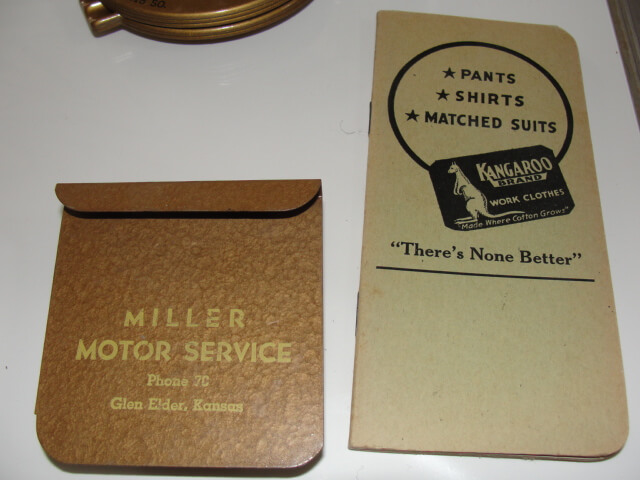 ★ PANTS
★ SHIRTS
★ MATCHED SUITS
KANGAROO
BRAND
WORK CLOTHES
"Made Where Cotton Grows"
"There's None Better"
MILLER
MOTOR SERVICE
Phone 7C
Glen Elder, Kansas